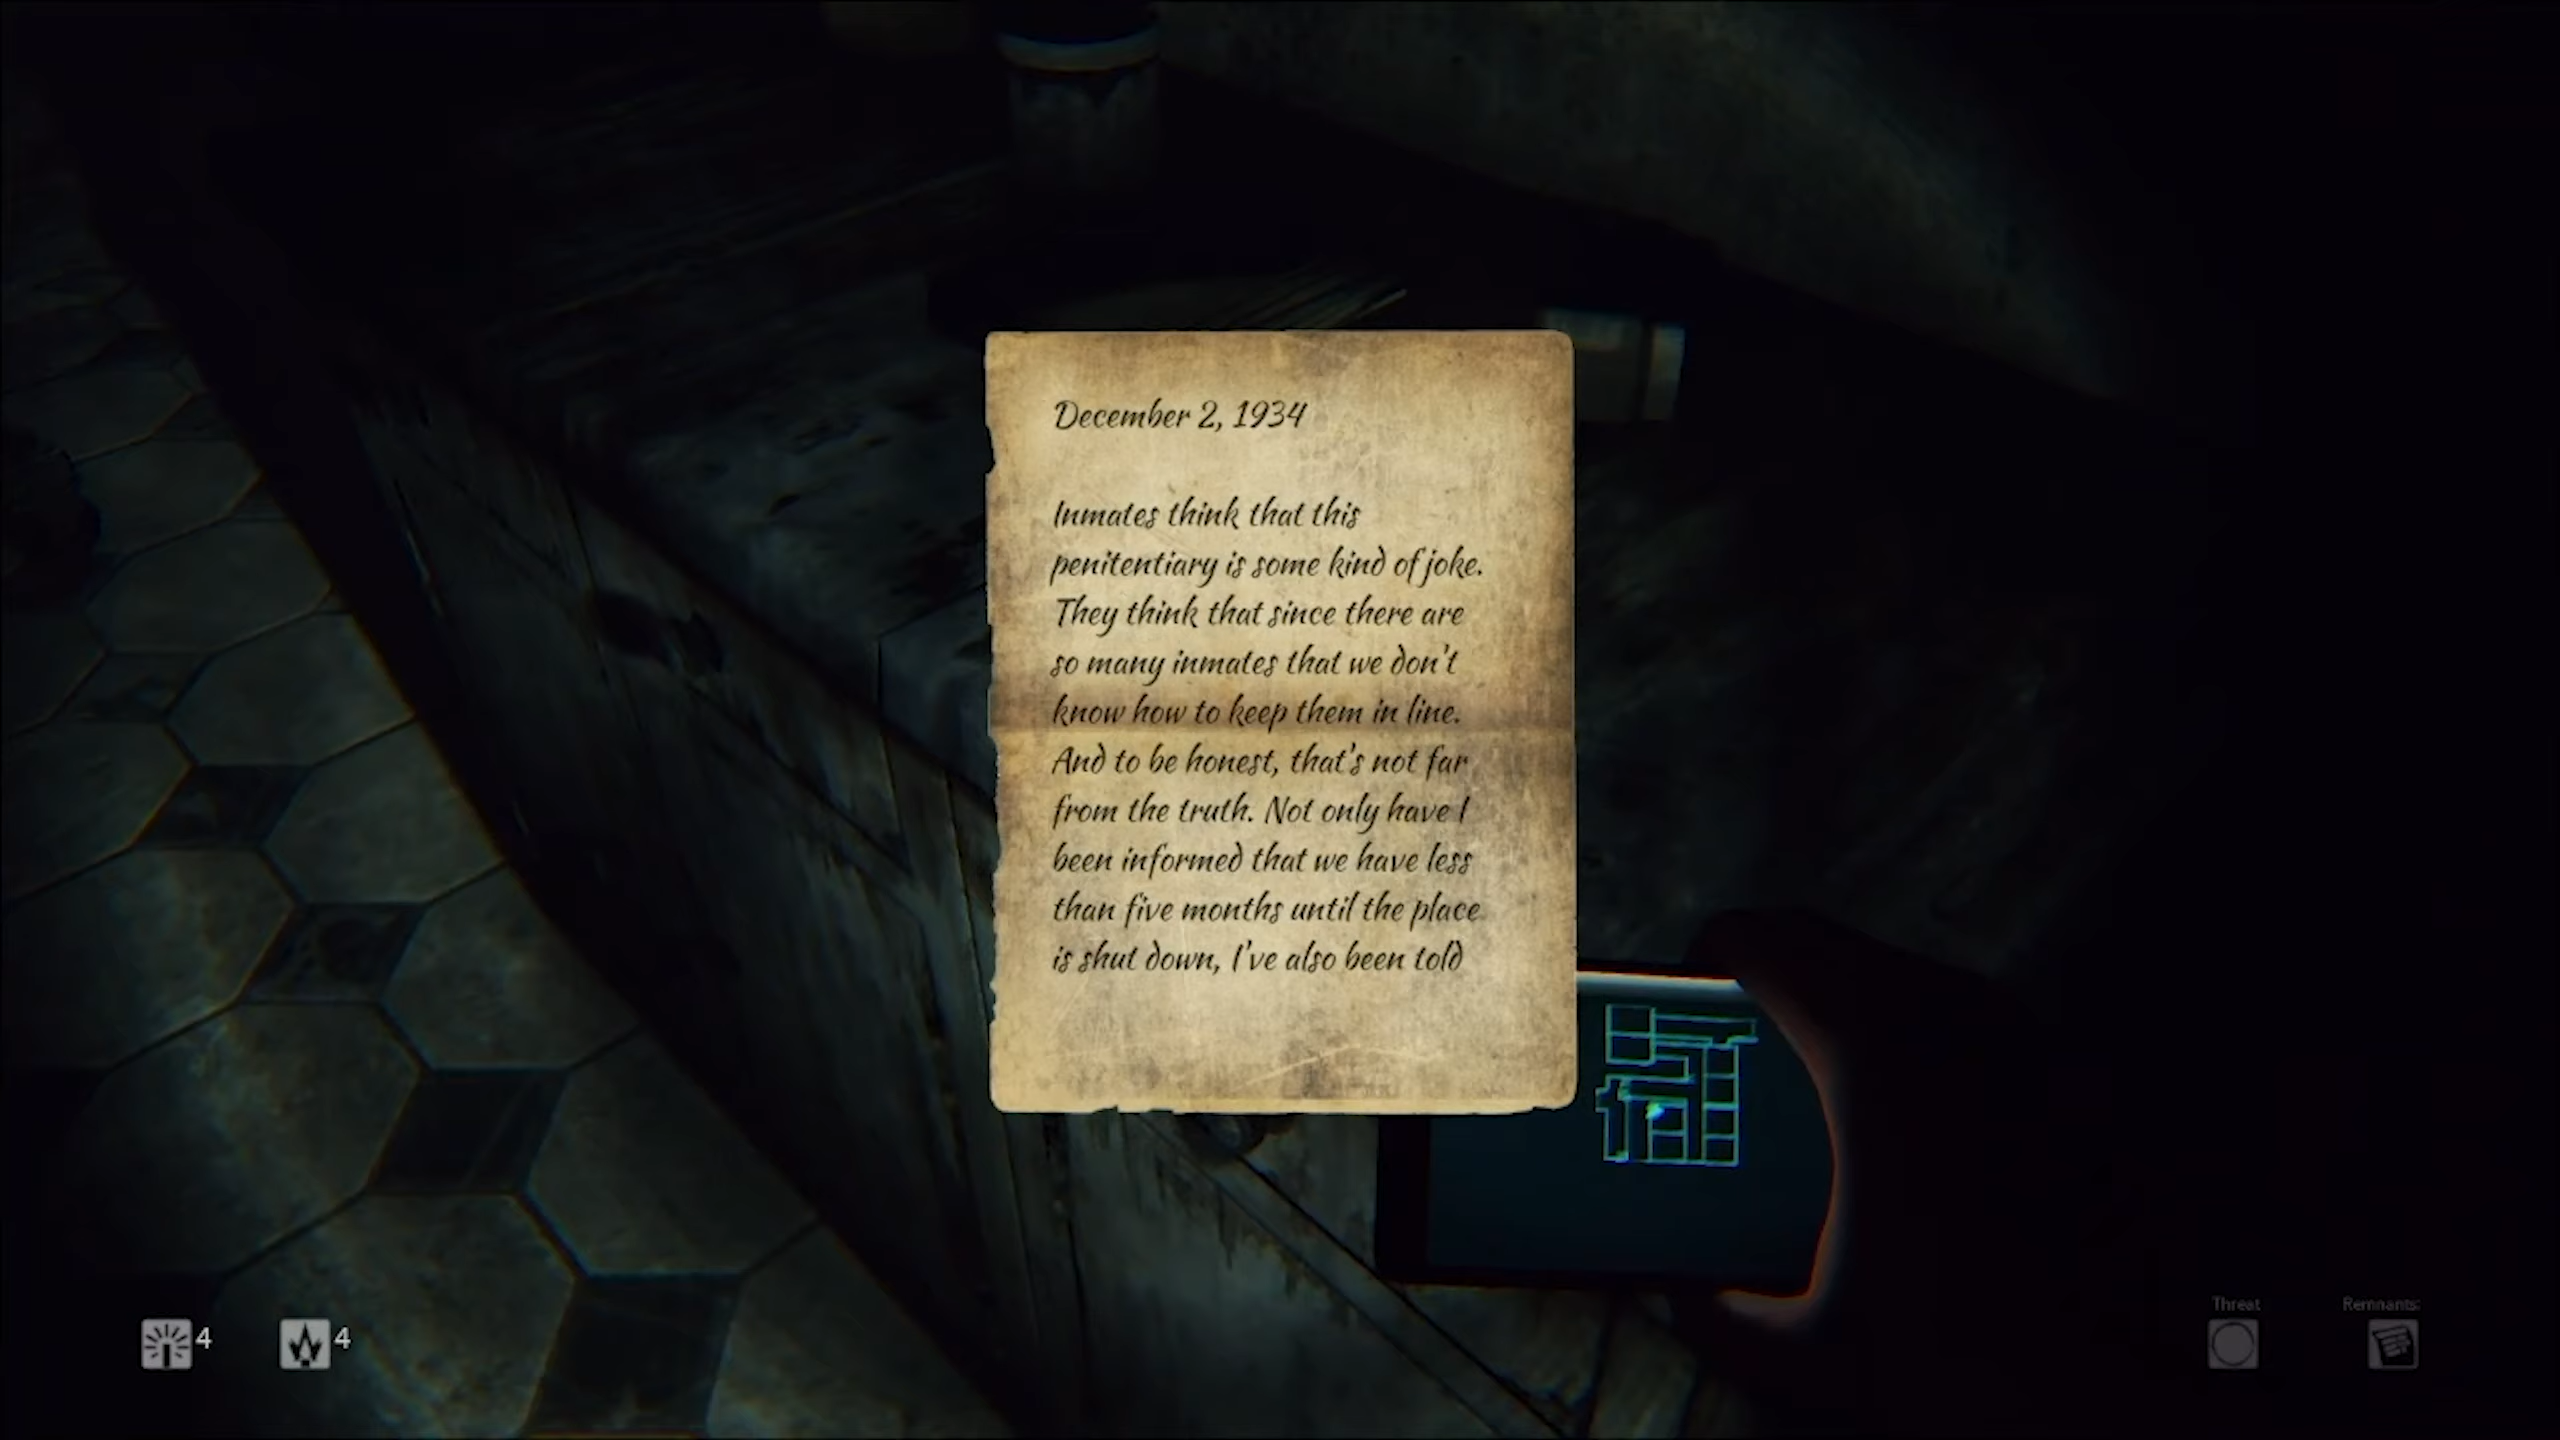 December 2, 1934
Inmates think that this
penitentiary is some kind of joke.
They think that since there are
so many inmates that we don't
know how to keep them in line.
And to be honest, that's not far
from the truth. Not only have I
been informed that we have less
than five months until the place
is shut down, I've also been told
4
4
Threat
Remnants: